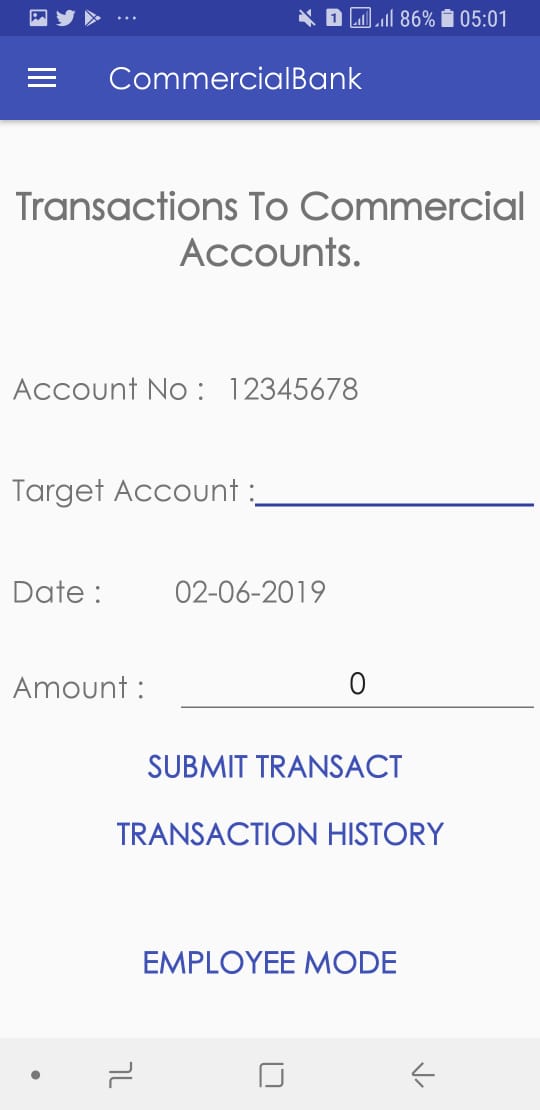 1 86% 05:01
CommercialBank
Transactions To Commercial
Accounts.
Account No : 12345678
Target Account :
Date : 02-06-2019
Amount : 0
SUBMIT TRANSACT
TRANSACTION HISTORY
EMPLOYEE MODE